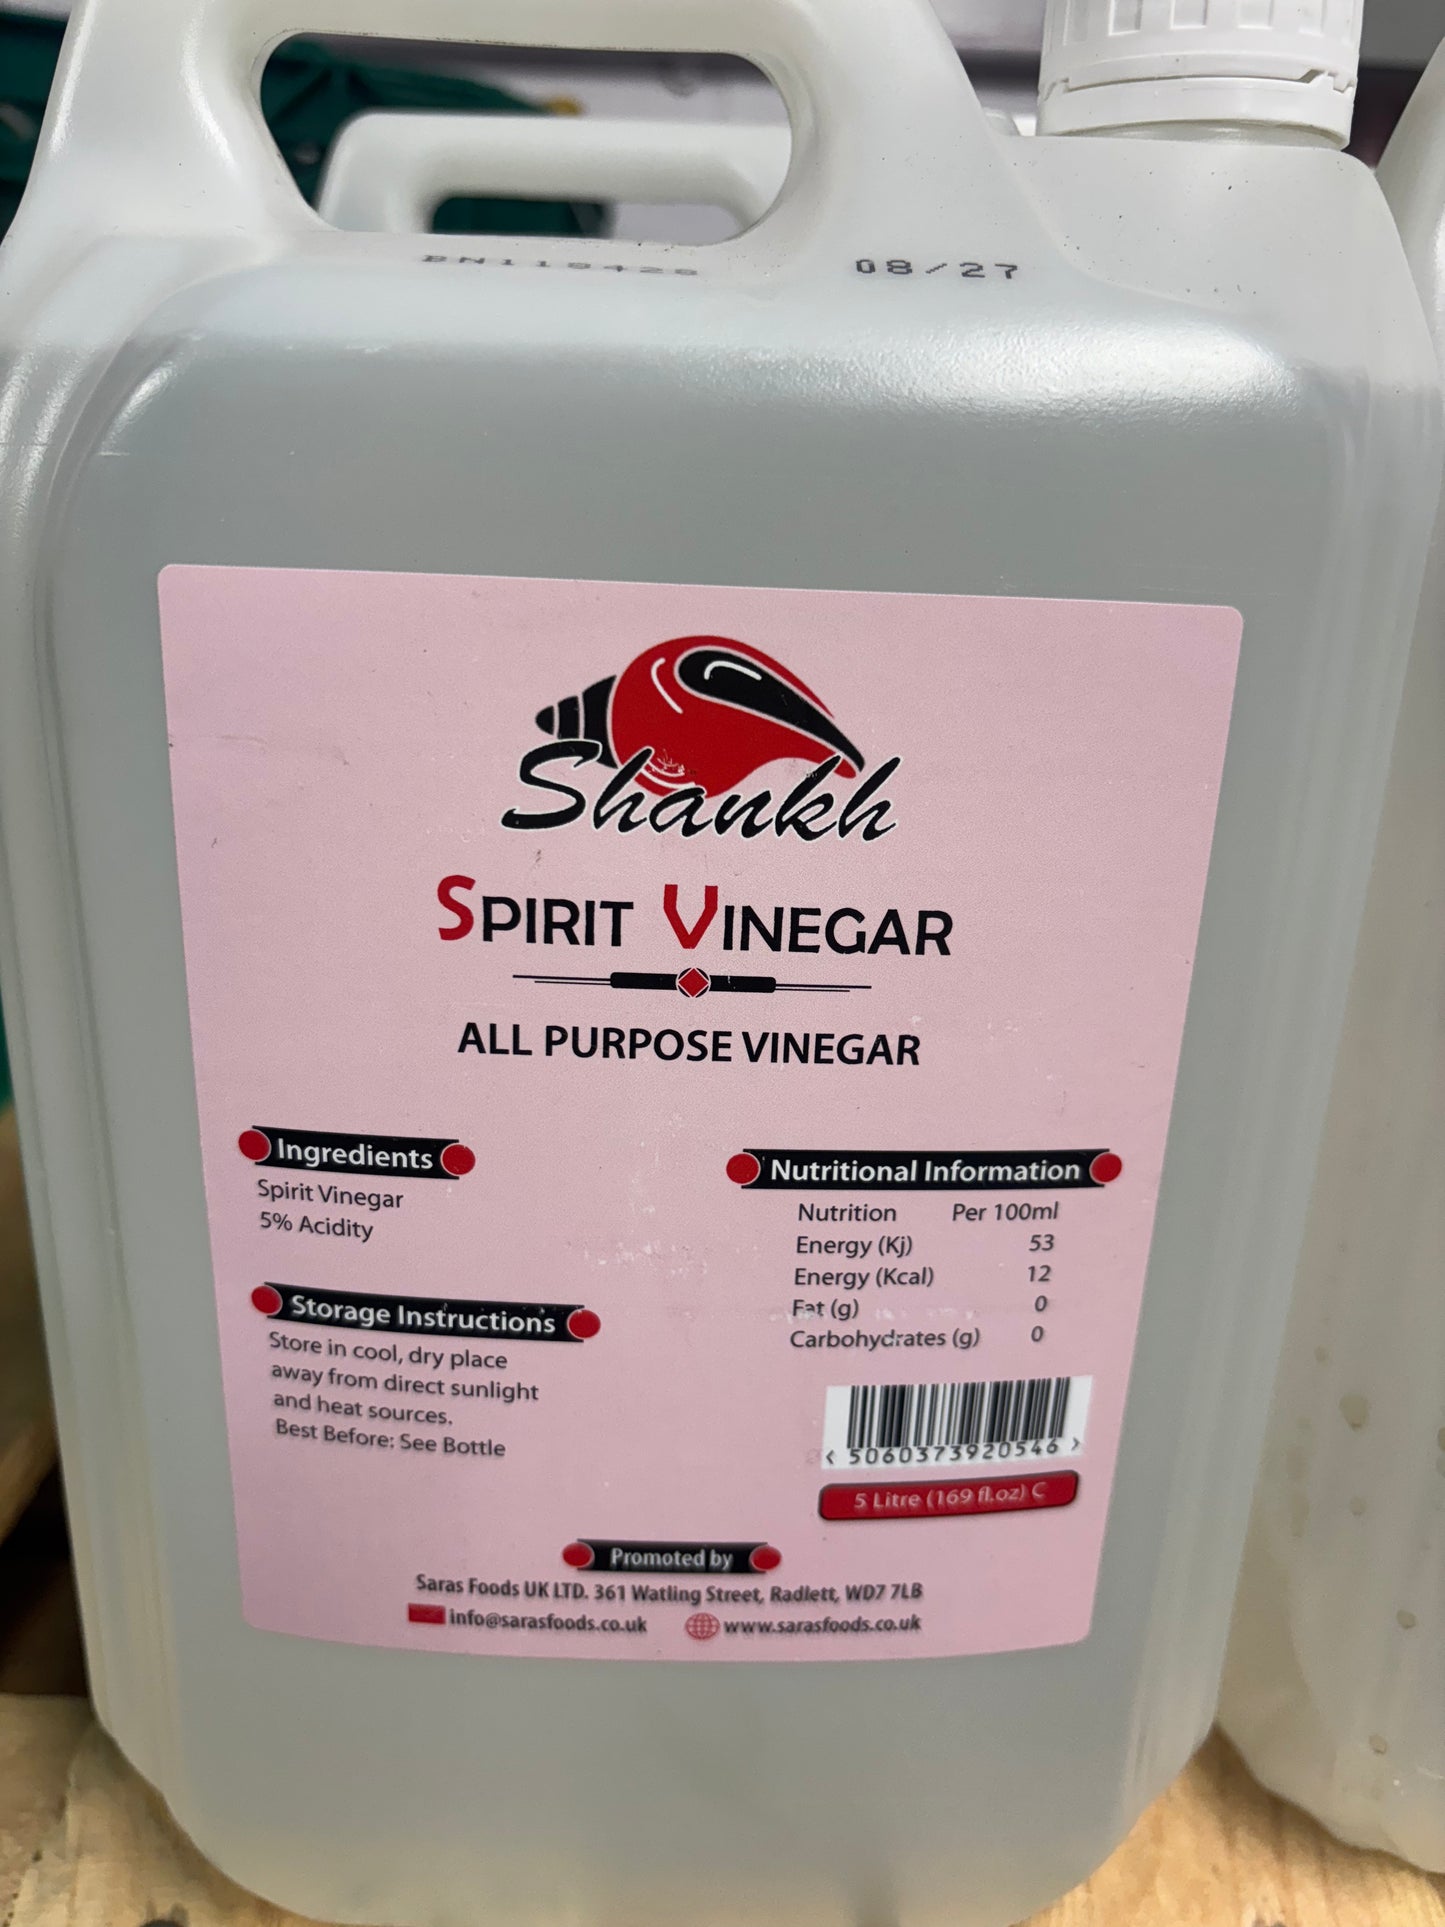 BN118428 08/27
Shankh
SPIRIT VINEGAR
ALL PURPOSE VINEGAR
Ingredients
Spirit Vinegar
5% Acidity
Storage Instructions
Store in cool, dry place
away from direct sunlight
and heat sources.
Best Before: See Bottle
Nutritional Information
Nutrition Per 100ml
Energy (Kj) 53
Energy (Kcal) 12
Fat (g) 0
Carbohydrates (g) 0
5060373920546
5 Litre (169 fl.oz) C
Promoted by
Saras Foods UK LTD. 361 Watling Street, Radlett, WD7 7LB
info@sarasfoods.co.uk www.sarasfoods.co.uk